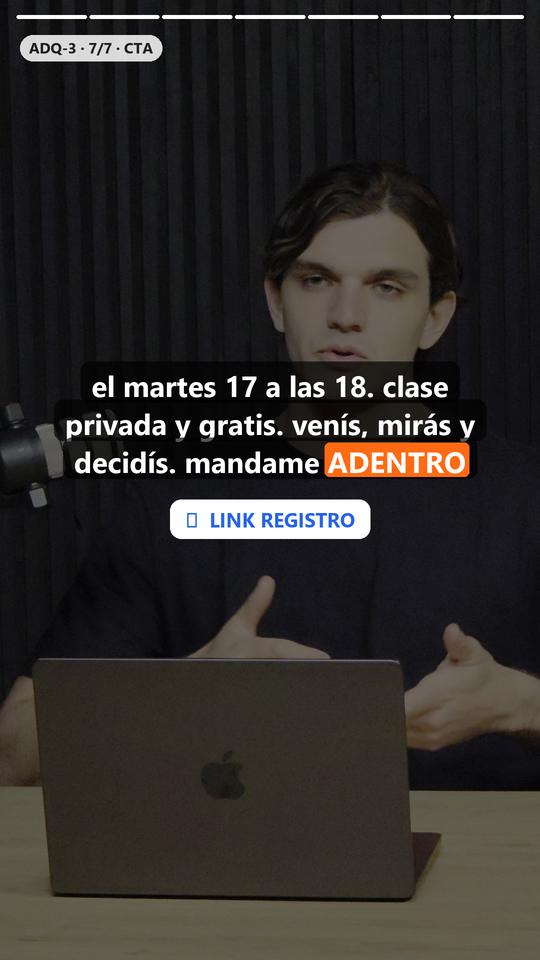 ADQ-3 · 7/7 · CTA
el martes 17 a las 18. clase
privada y gratis. venís, mirás y
decidís. mandame ADENTRO
LINK REGISTRO